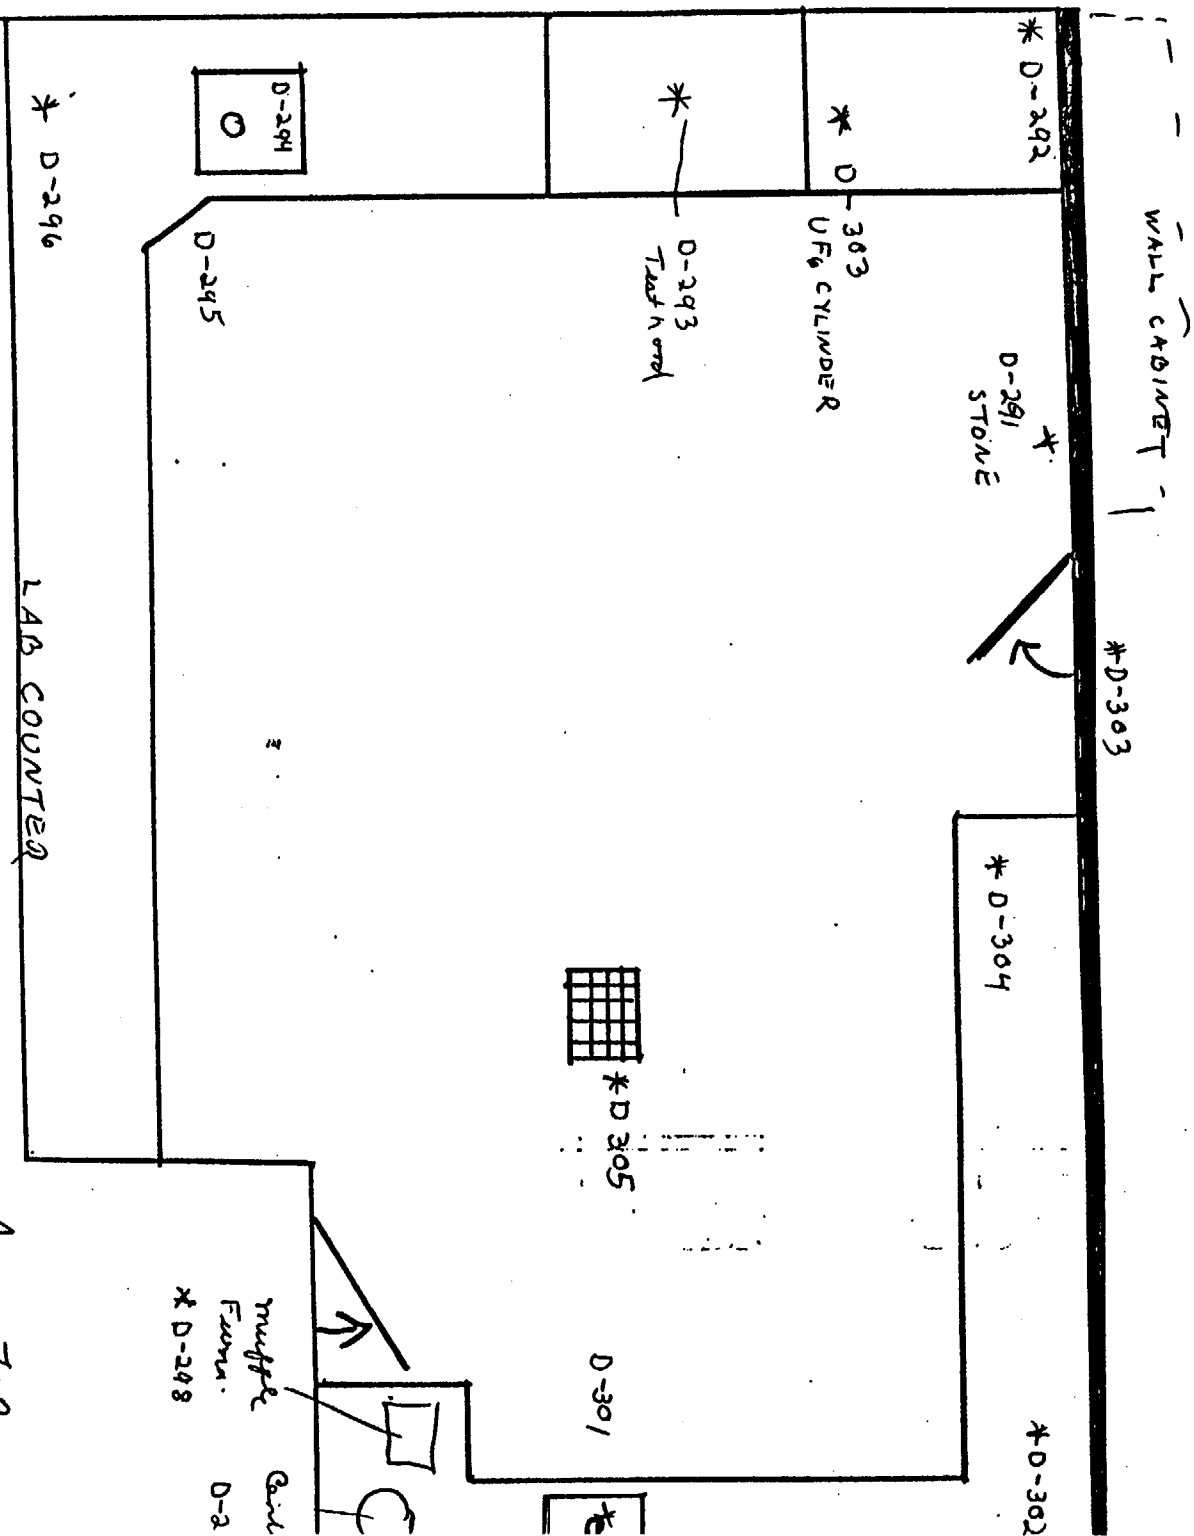 WALL CABINET
* D-303
* D-302
* D-292
D-291
STONE
* D-304
* D-303
UF6 CYLINDER
D-293
* D 305
D-301
D-294
D-295
muffle
Furna.
* D-298
* D-296
LAB COUNTER